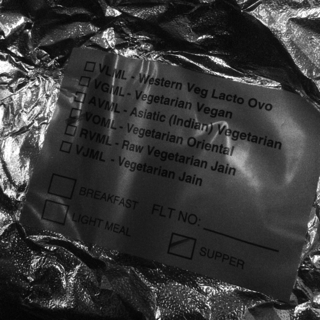 VLML - Western Veg Lacto Ovo
VGML - Vegetarian Vegan
AVML - Asiatic (Indian) Vegetarian
VOML - Vegetarian Oriental
RVML - Raw Vegetarian
VJML - Vegetarian Jain
BREAKFAST FLT NO:
LIGHT MEAL SUPPER